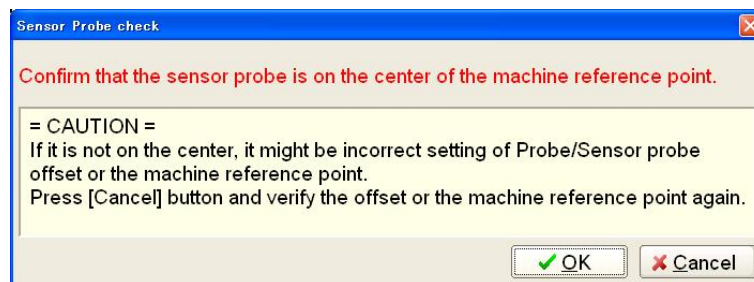 Sensor Probe check
Confirm that the sensor probe is on the center of the machine reference point.
= CAUTION =
If it is not on the center, it might be incorrect setting of Probe/Sensor probe
offset or the machine reference point.
Press [Cancel] button and verify the offset or the machine reference point again.
OK
Cancel